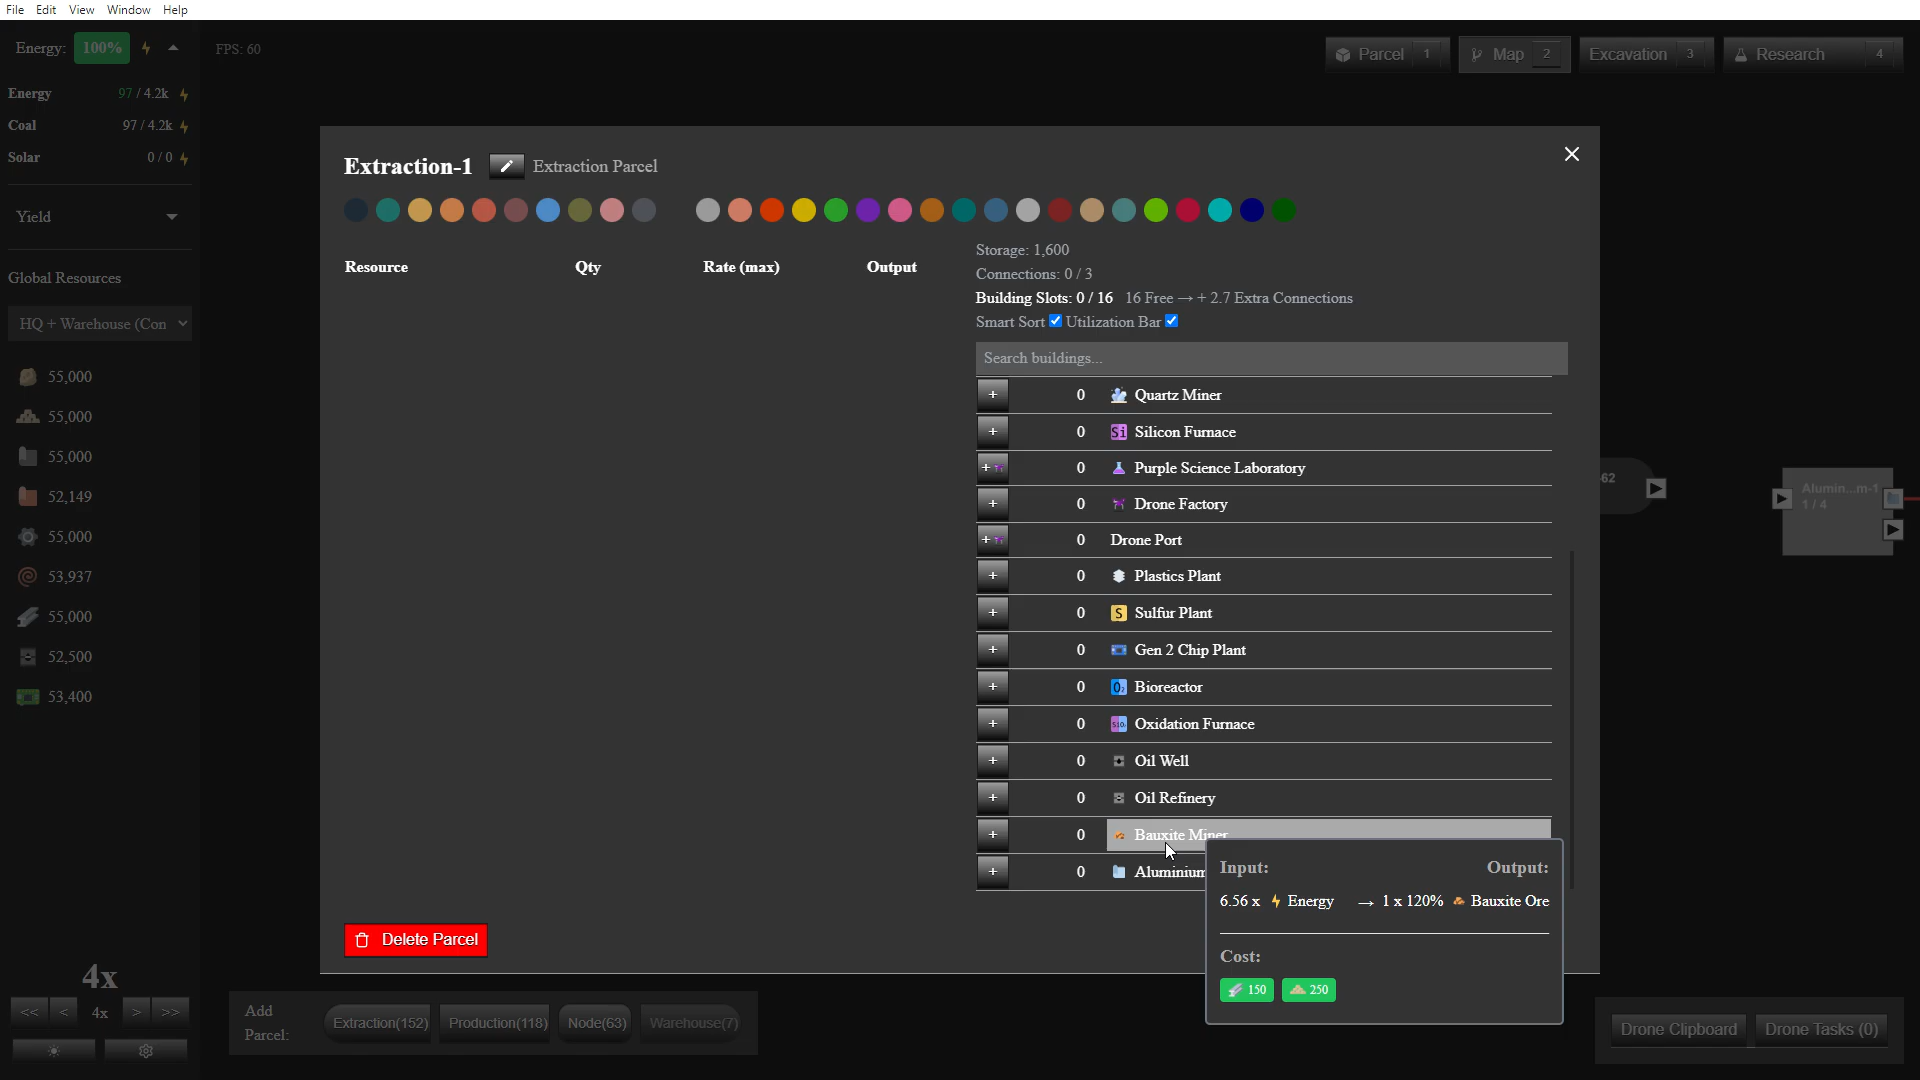 File Edit View Window Help
Energy: 100%
FPS: 60
Parcel 1
Map 2
Excavation 3
Research 4
Energy 97 / 4.2k
Coal 97 / 4.2k
Solar 0 / 0
Yield
Global Resources
HQ + Warehouse (Con
55,000
55,000
55,000
52,149
55,000
53,937
55,000
52,500
53,400
4x
<< < 4x > >>
Extraction-1 Extraction Parcel
Resource Qty Rate (max) Output
Storage: 1,600
Connections: 0 / 3
Building Slots: 0 / 16 16 Free → + 2.7 Extra Connections
Smart Sort Utilization Bar
Search buildings...
+ 0 Quartz Miner
+ 0 Si Silicon Furnace
+ 0 Purple Science Laboratory
+ 0 Drone Factory
+ 0 Drone Port
+ 0 Plastics Plant
+ 0 S Sulfur Plant
+ 0 Gen 2 Chip Plant
+ 0 O₂ Bioreactor
+ 0 Oxidation Furnace
+ 0 Oil Well
+ 0 Oil Refinery
+ 0 Bauxite Miner
+ 0 Aluminium
Input: Output:
6.56 x Energy → 1 x 120% Bauxite Ore
Cost:
150 250
Delete Parcel
62
Alumin...m-1
1 / 4
Add
Parcel:
Extraction(152) Production(118) Node(63) Warehouse(7)
Drone Clipboard Drone Tasks (0)